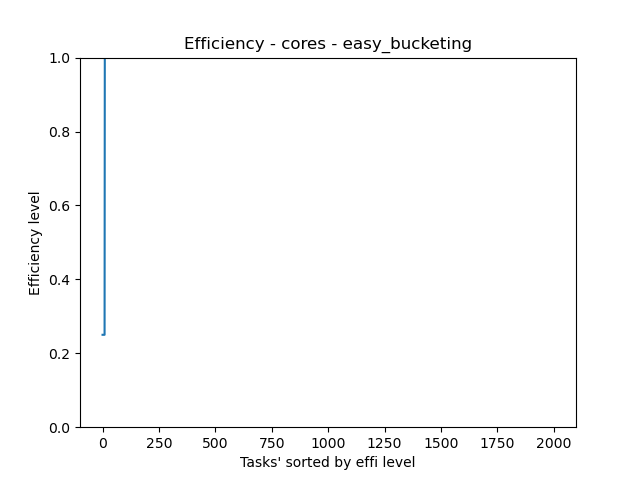 Efficiency - cores - easy_bucketing
1.0
0.8
0.6
0.4
0.2
0.0
Efficiency level
0 250 500 750 1000 1250 1500 1750 2000
Tasks' sorted by effi level